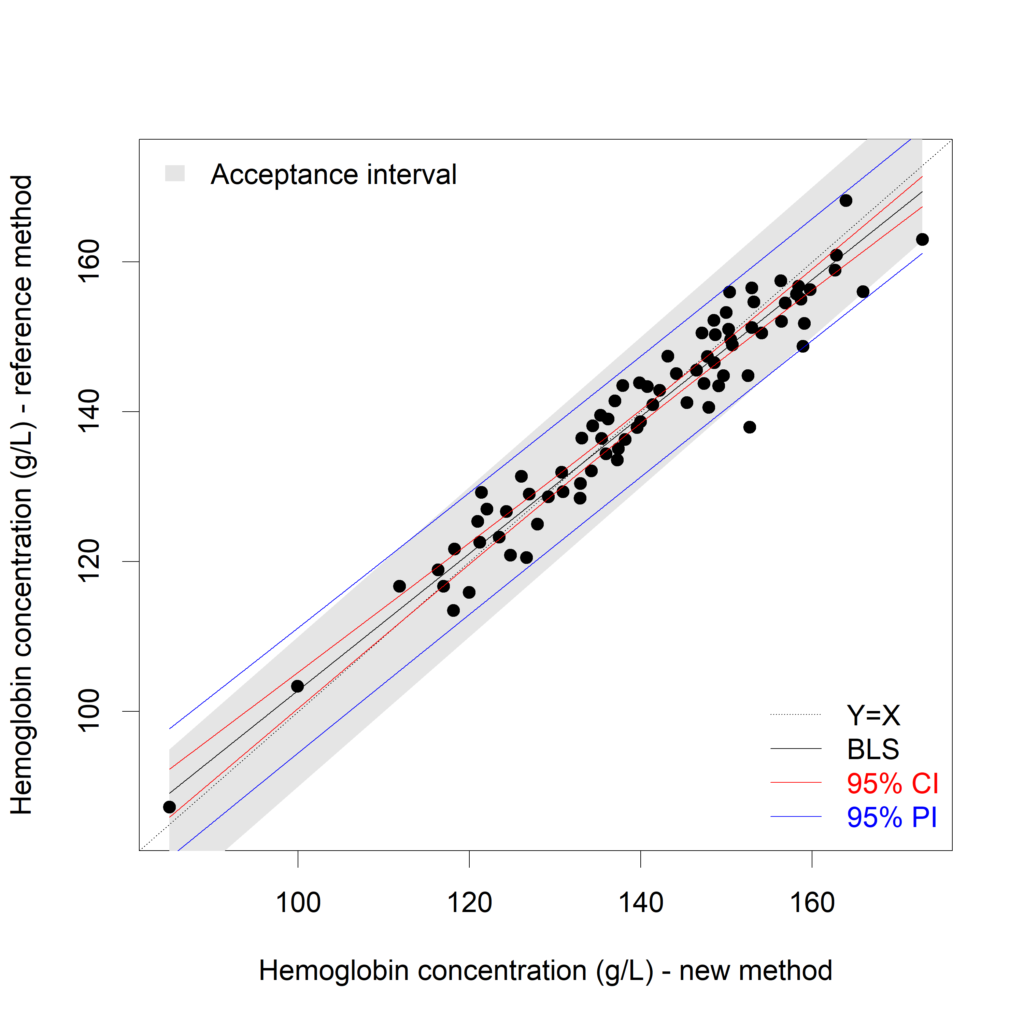 Acceptance interval
Hemoglobin concentration (g/L) - reference method
160
140
120
100
Y=X
BLS
95% CI
95% PI
100 120 140 160
Hemoglobin concentration (g/L) - new method